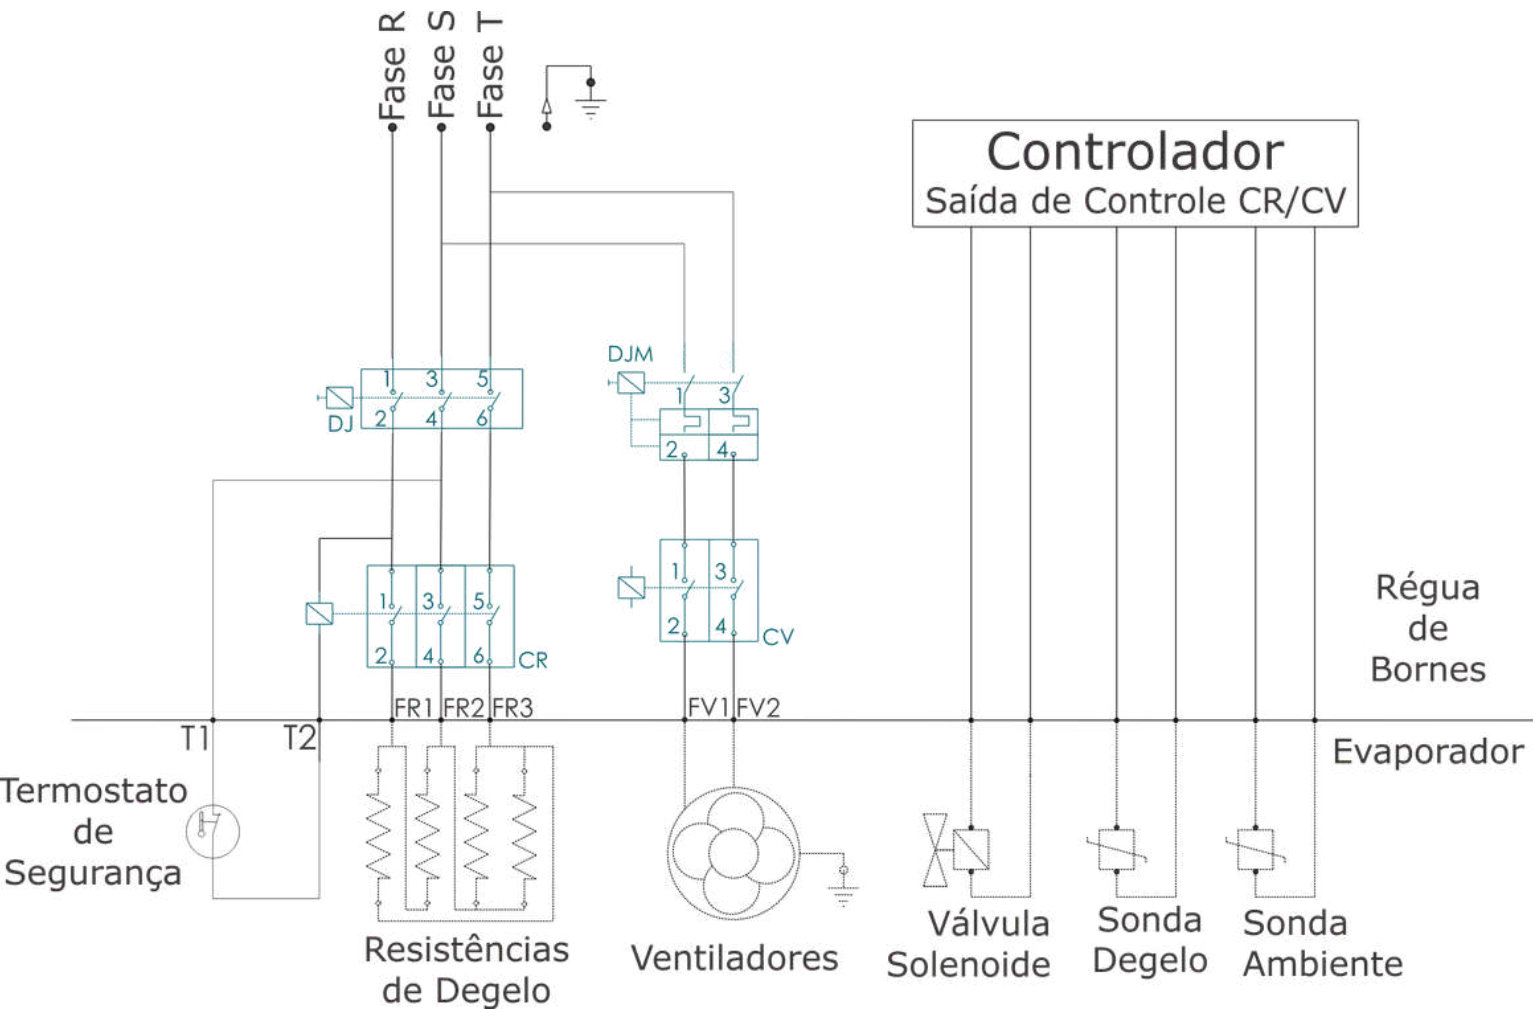 Fase R
Fase S
Fase T
Controlador
Saída de Controle CR/CV
DJM
1 3
2 4
1 3 5
2 4 6
DJ
1 3
2 4
CV
1 3 5
2 4 6
CR
Régua
de
Bornes
FR1 FR2 FR3
FV1 FV2
T1
T2
Evaporador
Termostato
de
Segurança
Resistências
de Degelo
Ventiladores
Válvula
Solenoide
Sonda
Degelo
Sonda
Ambiente